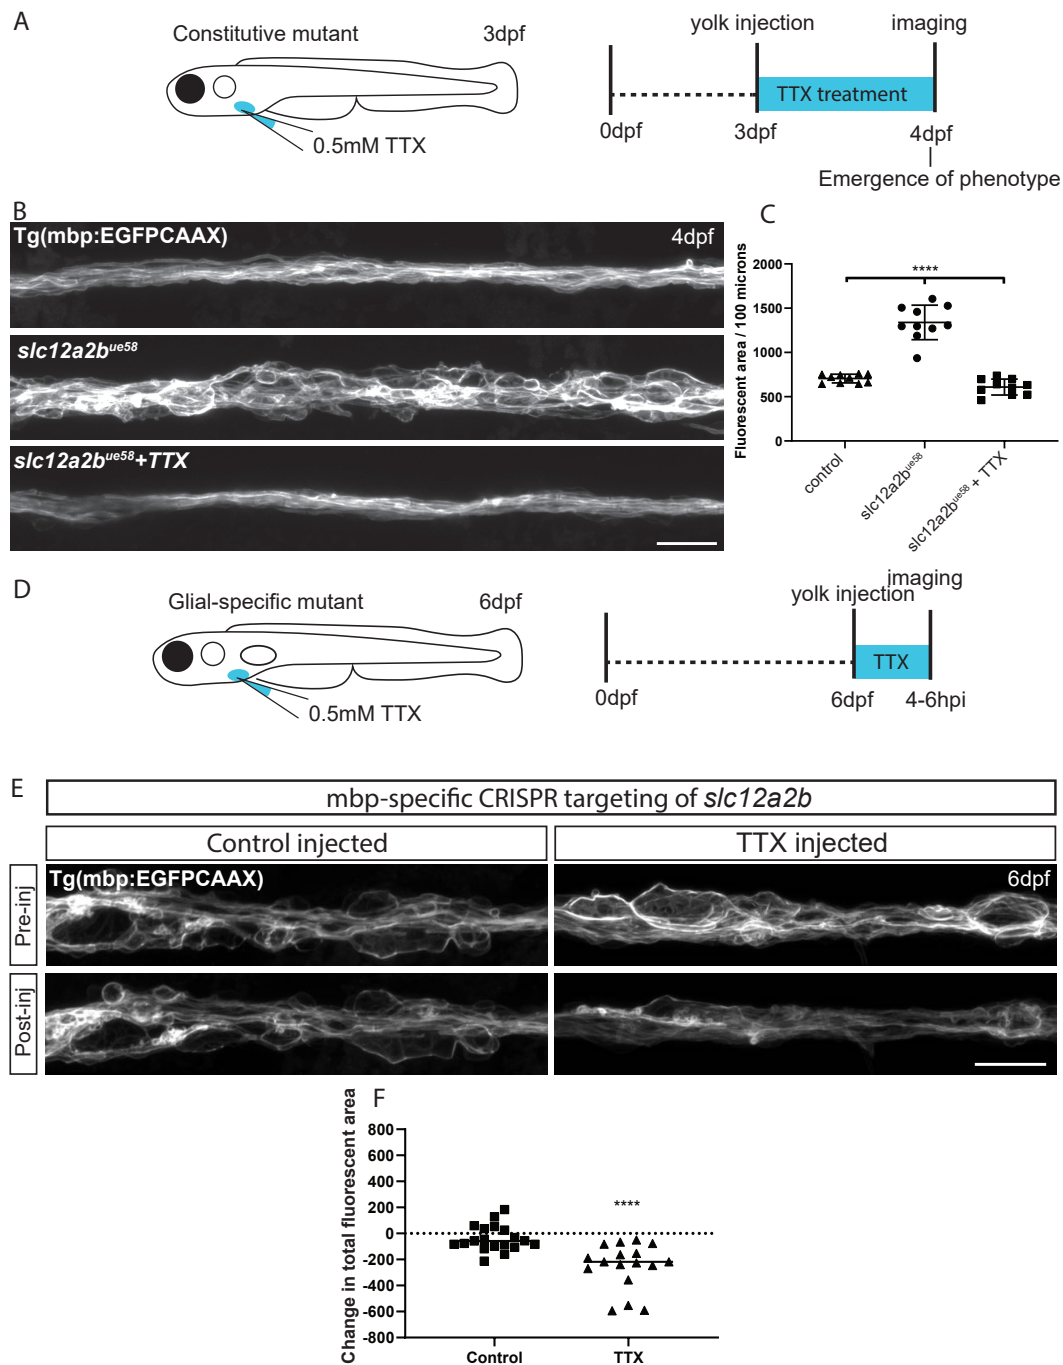 A
Constitutive mutant
3dpf
0.5mM TTX
yolk injection
imaging
TTX treatment
0dpf
3dpf
4dpf
Emergence of phenotype
B
Tg(mbp:EGFPCAAX)
4dpf
slc12a2b^ue58
slc12a2b^ue58+TTX
C
Fluorescent area / 100 microns
2000
1500
1000
500
0
****
control
slc12a2b^ue58
slc12a2b^ue58 + TTX
D
Glial-specific mutant
6dpf
0.5mM TTX
imaging
yolk injection
TTX
0dpf
6dpf
4-6hpi
E
mbp-specific CRISPR targeting of slc12a2b
Control injected
TTX injected
Pre-inj
Tg(mbp:EGFPCAAX)
6dpf
Post-inj
F
Change in total fluorescent area
800
600
400
200
0
-200
-400
-600
-800
****
Control
TTX